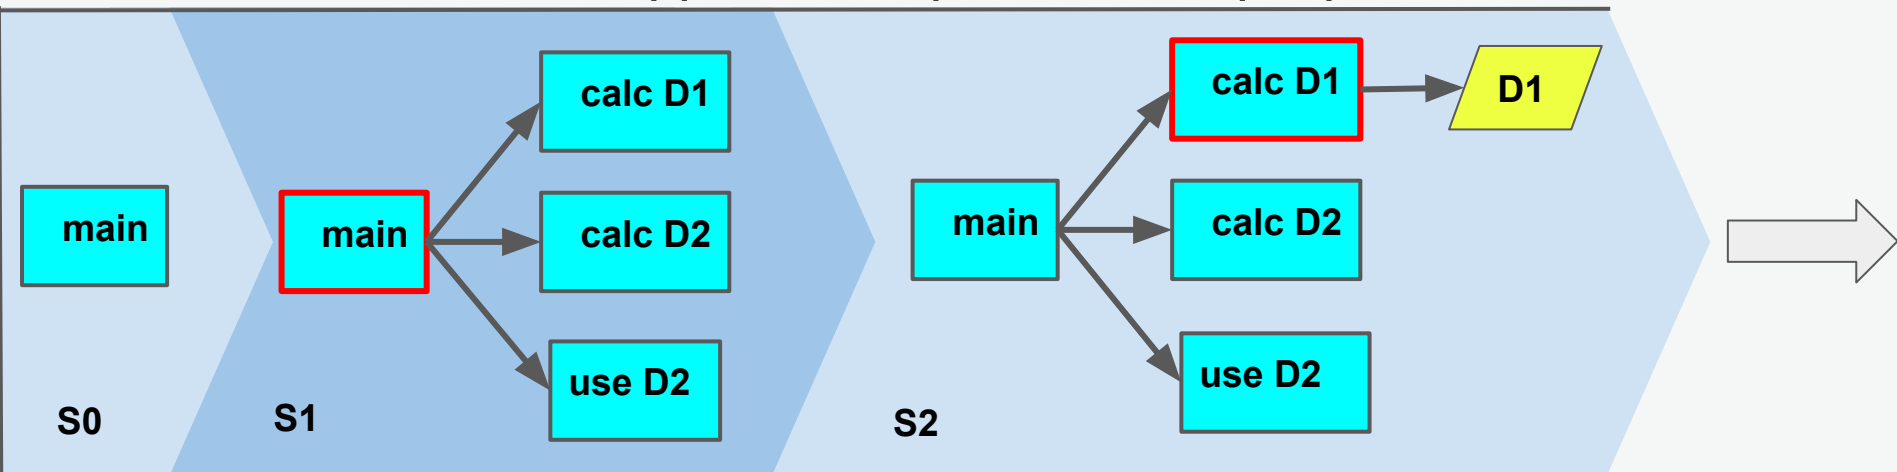 main
S0
main
calc D1
calc D2
use D2
S1
main
calc D1
D1
calc D2
use D2
S2